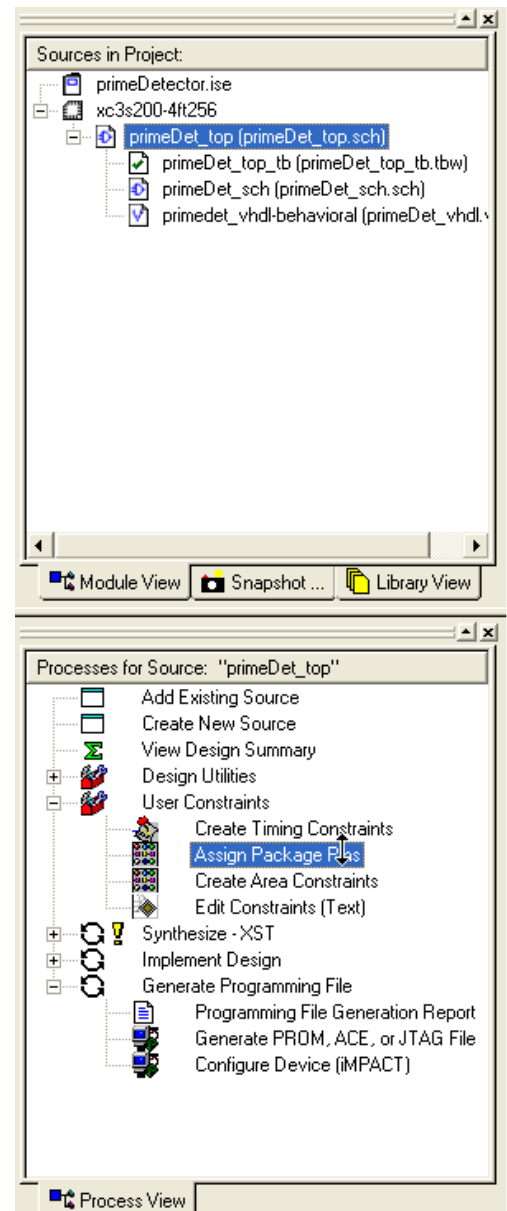 Sources in Project:
primeDetector.ise
xc3s200-4ft256
primeDet_top (primeDet_top.sch)
primeDet_top_tb (primeDet_top_tb.tbw)
primeDet_sch (primeDet_sch.sch)
primedet_vhdl-behavioral (primeDet_vhdl.v
Module View Snapshot ... Library View
Processes for Source: "primeDet_top"
Add Existing Source
Create New Source
View Design Summary
Design Utilities
User Constraints
Create Timing Constraints
Assign Package Pins
Create Area Constraints
Edit Constraints (Text)
Synthesize - XST
Implement Design
Generate Programming File
Programming File Generation Report
Generate PROM, ACE, or JTAG File
Configure Device (iMPACT)
Process View